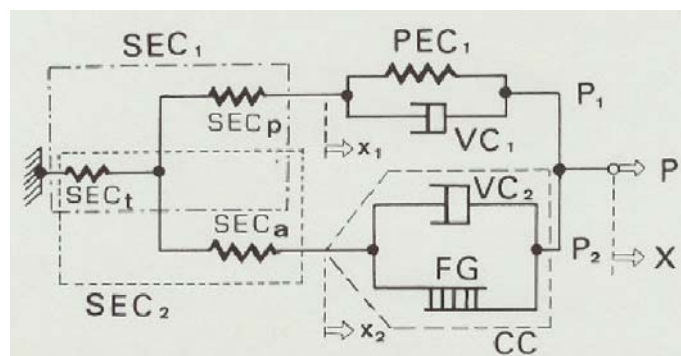 SEC₁
PEC₁
SECₚ
x₁
VC₁
P₁
SECₜ
P
SECₐ
VC₂
FG
P₂
X
SEC₂
x₂
CC